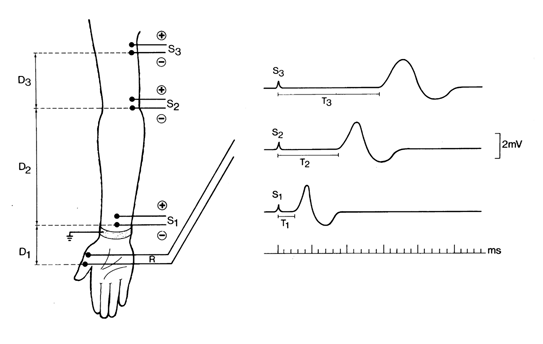 ⊕
S3
⊖
D3
⊕
S2
⊖
D2
⊕
S1
⊖
D1
R
S3
T3
S2
T2
2mV
S1
T1
ms